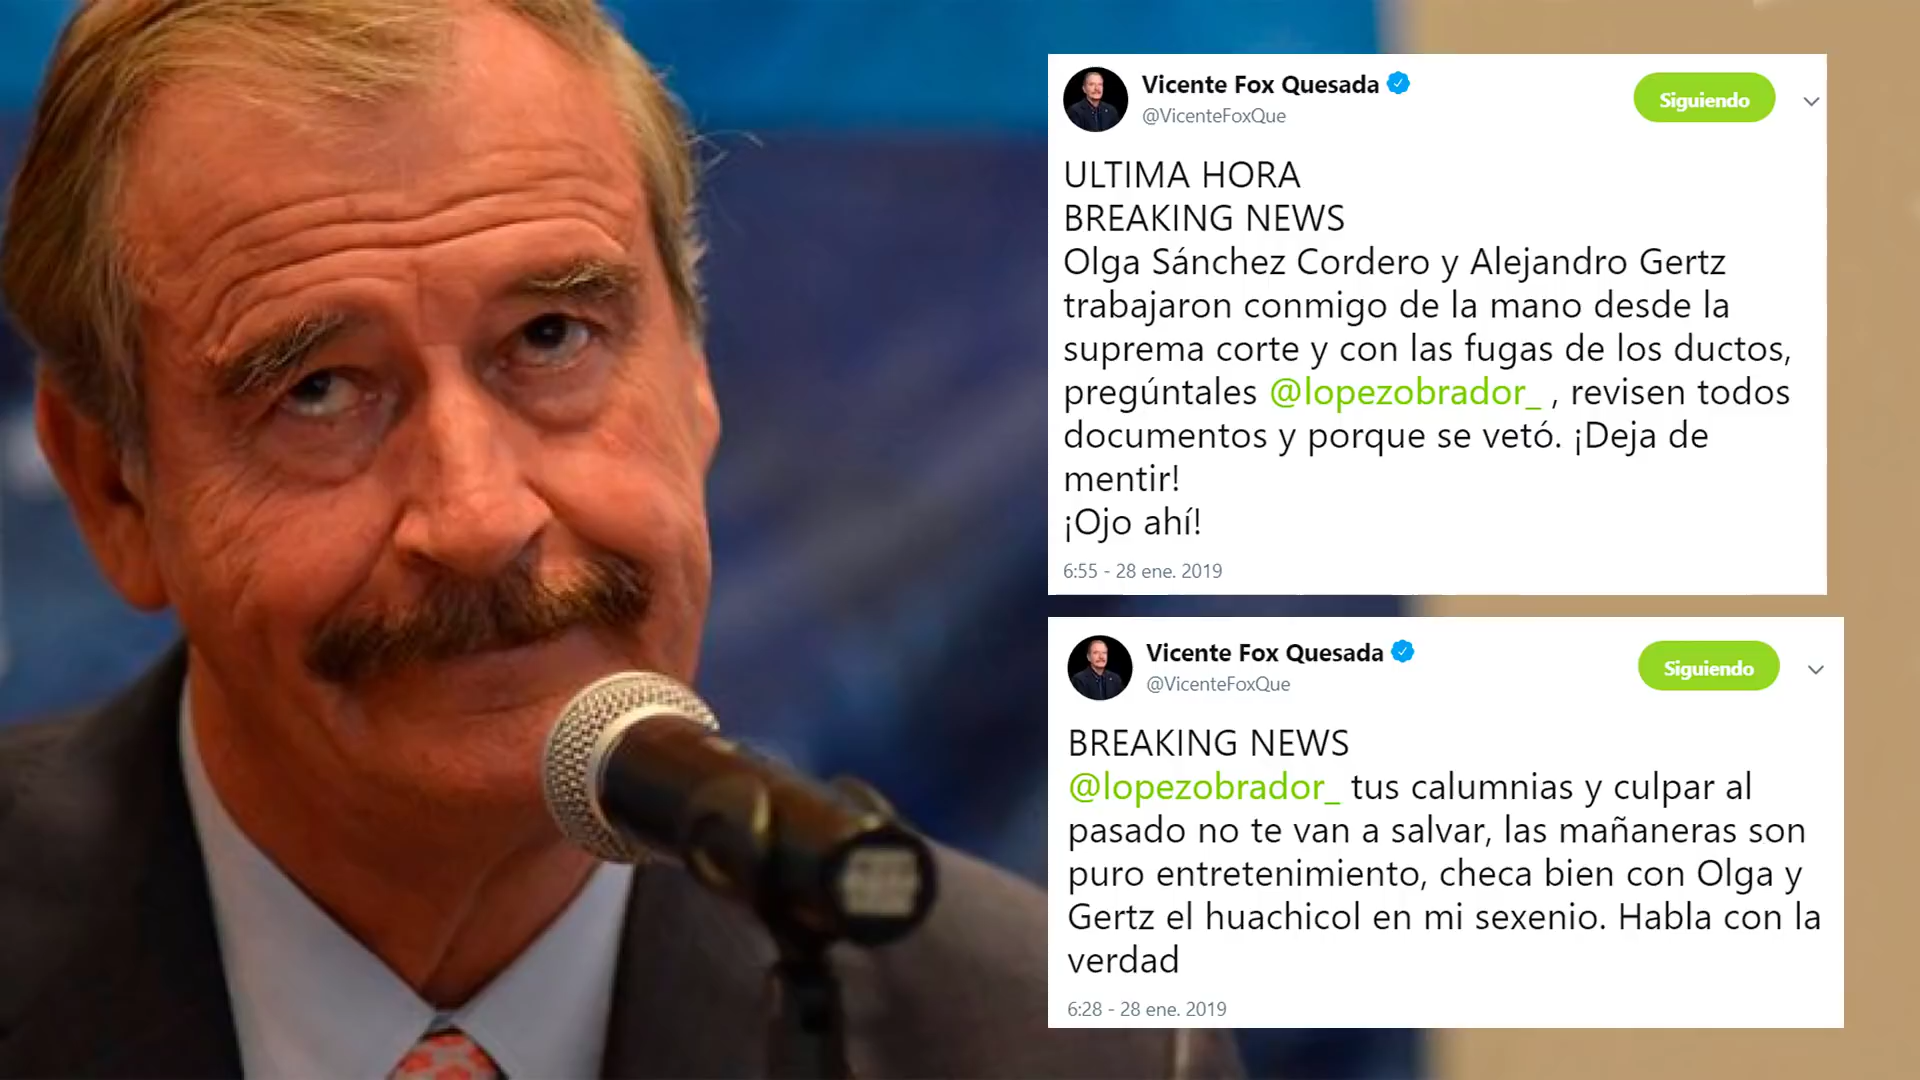 Vicente Fox Quesada
@VicenteFoxQue
Siguiendo
ULTIMA HORA
BREAKING NEWS
Olga Sánchez Cordero y Alejandro Gertz
trabajaron conmigo de la mano desde la
suprema corte y con las fugas de los ductos,
pregúntales @lopezobrador_ , revisen todos
documentos y porque se vetó. ¡Deja de
mentir!
¡Ojo ahí!
6:55 - 28 ene. 2019
Vicente Fox Quesada
@VicenteFoxQue
Siguiendo
BREAKING NEWS
@lopezobrador_ tus calumnias y culpar al
pasado no te van a salvar, las mañaneras son
puro entretenimiento, checa bien con Olga y
Gertz el huachicol en mi sexenio. Habla con la
verdad
6:28 - 28 ene. 2019